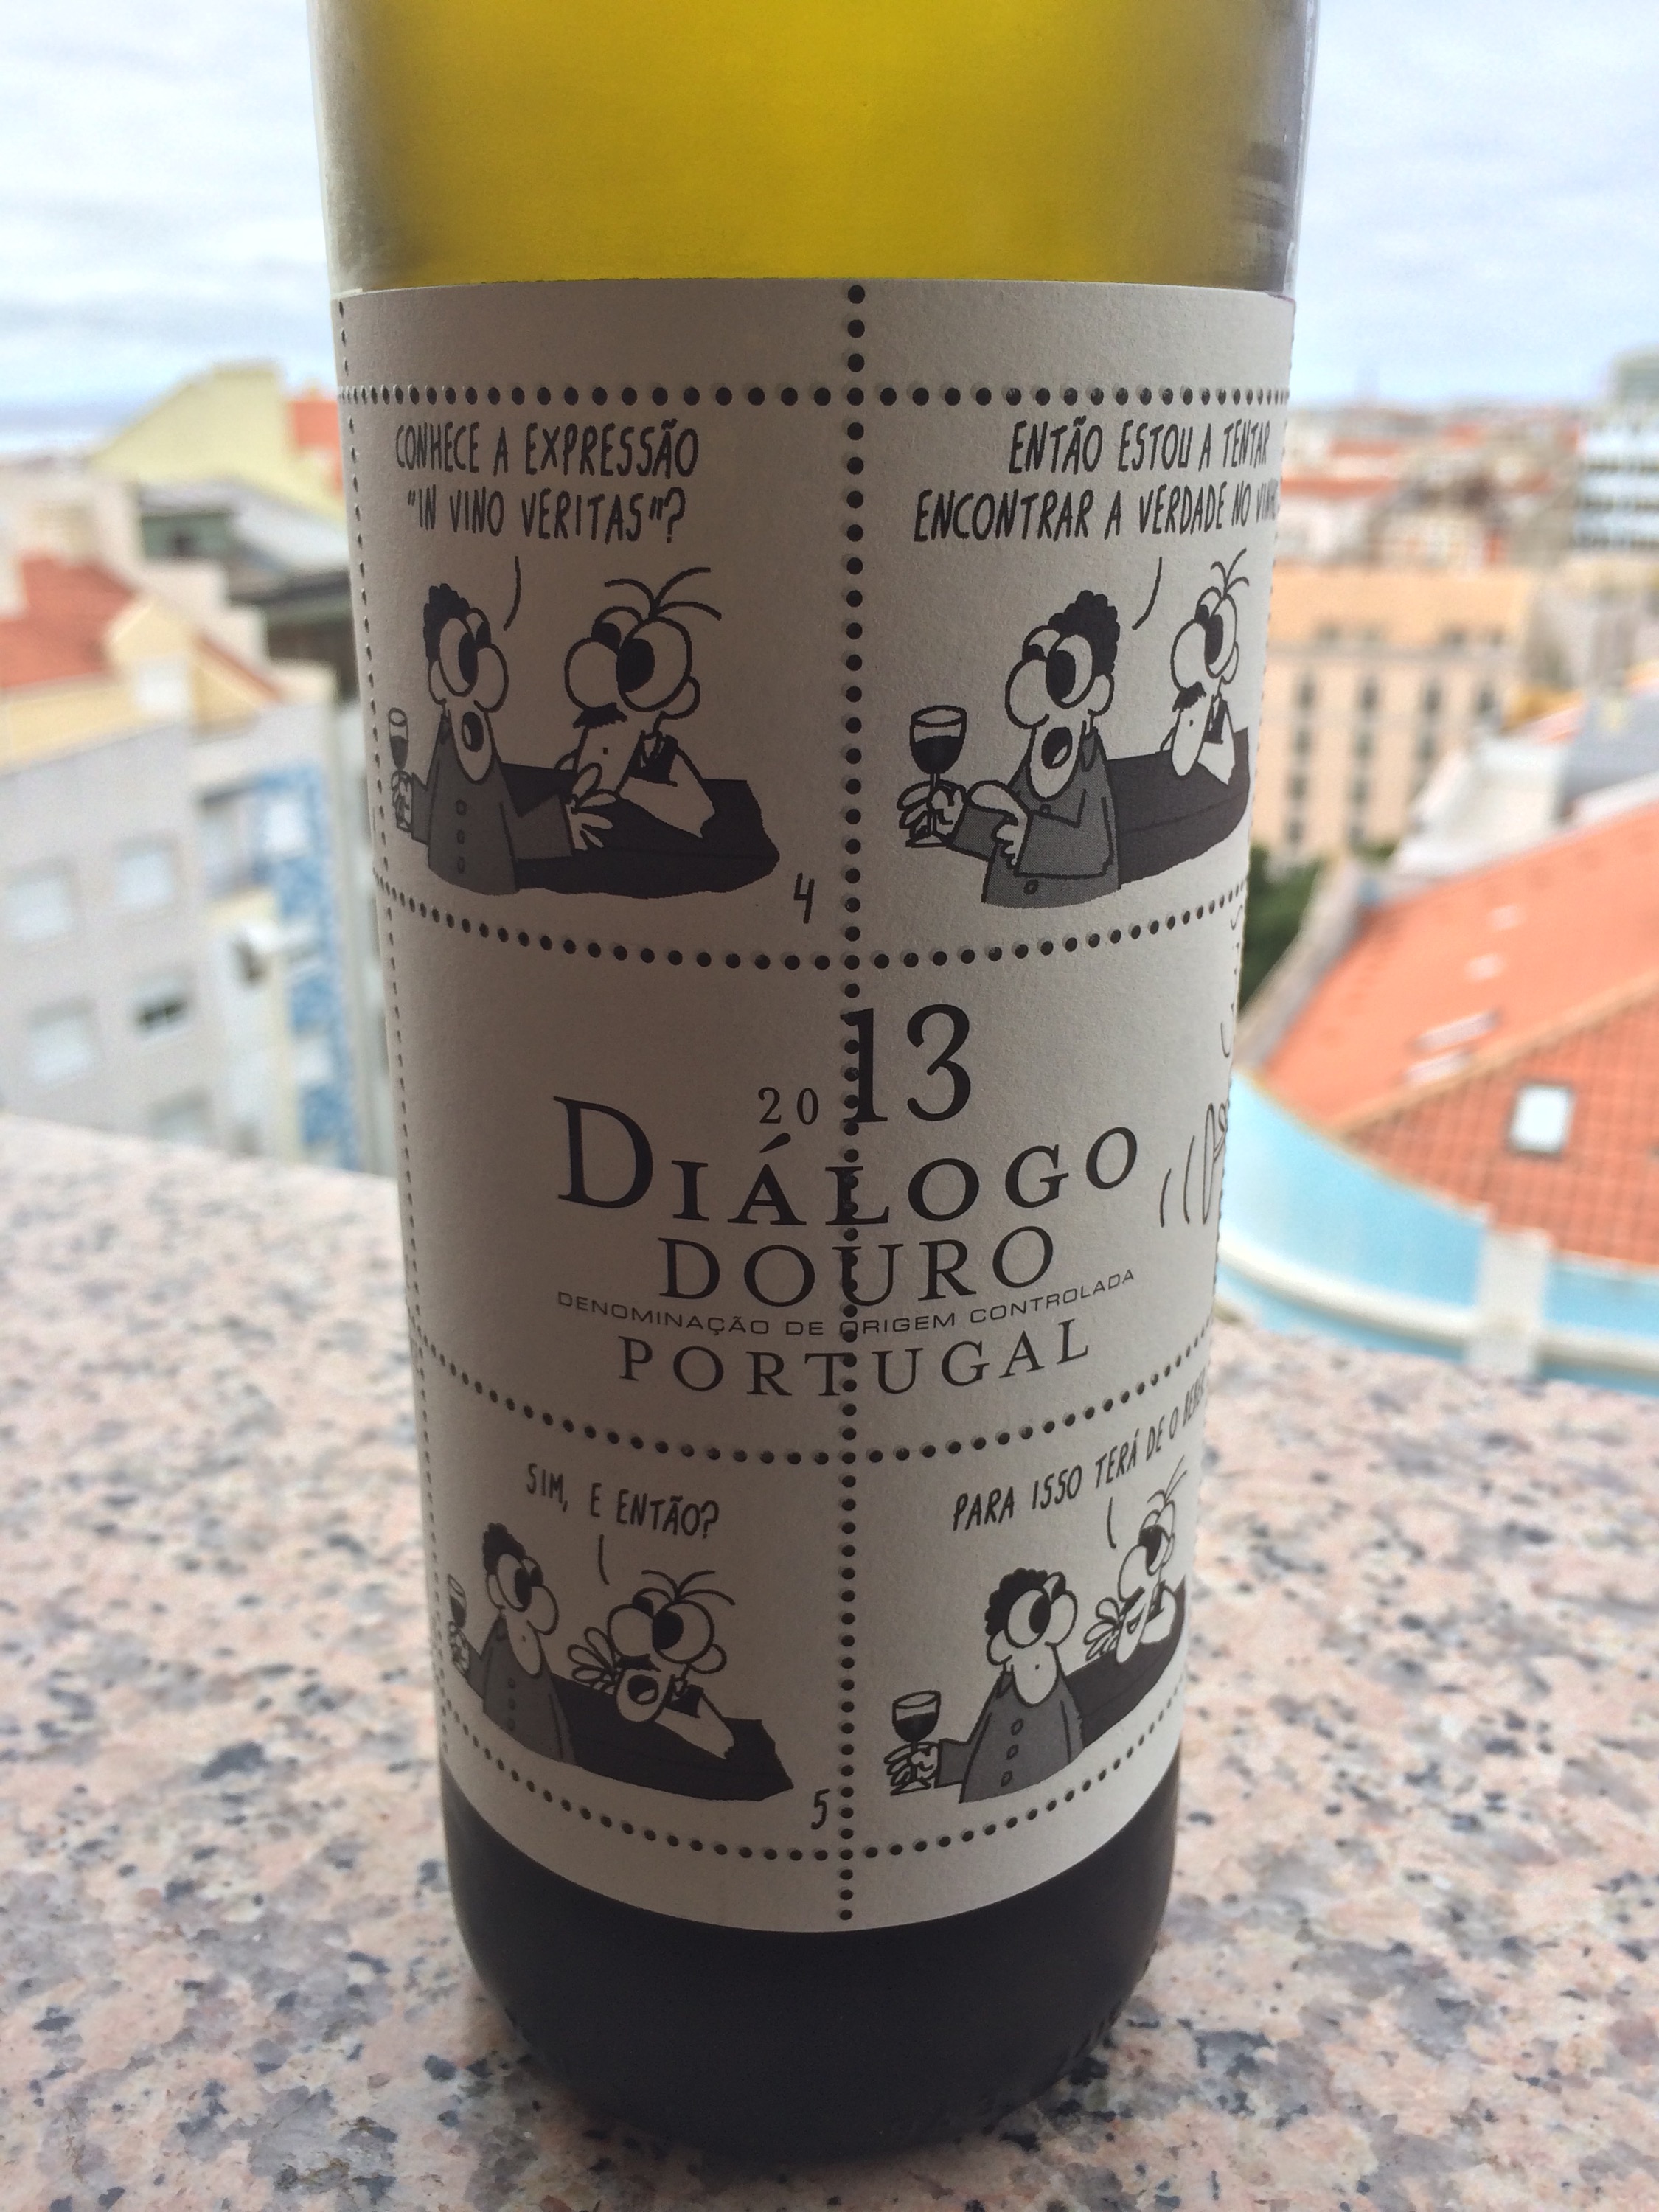 CONHECE A EXPRESSÃO
"IN VINO VERITAS"?
4
ENTÃO ESTOU A TENTAR
ENCONTRAR A VERDADE NO
2013
DIÁLOGO
DOURO
DENOMINAÇÃO DE ORIGEM CONTROLADA
PORTUGAL
SIM, E ENTÃO?
5
PARA ISSO TERÁ DE O BEBER